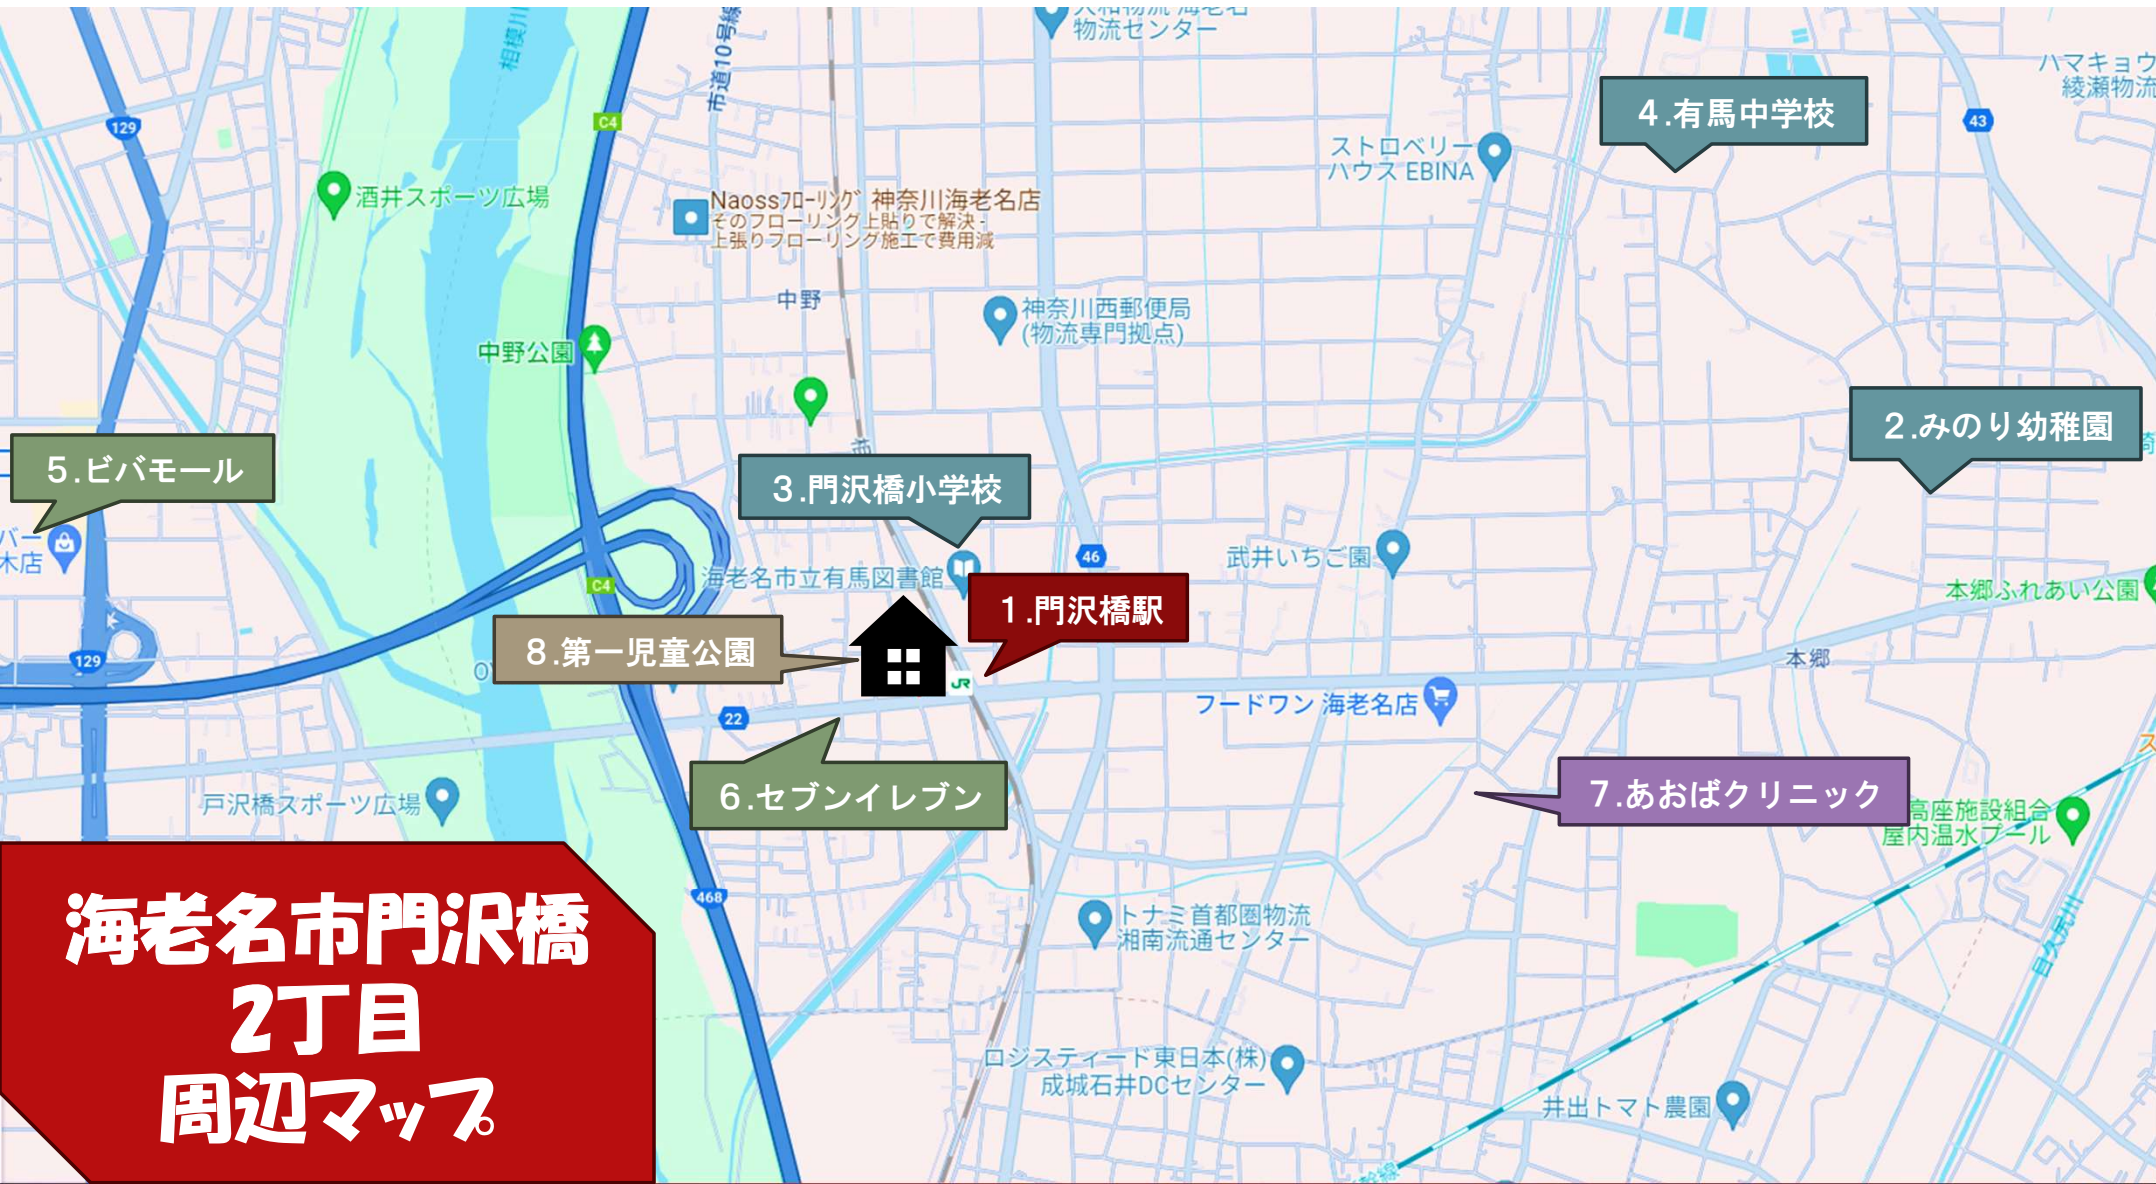 相模川
市道10号線
物流センター
ハマキョウ
綾瀬物流
129
C4
4.有馬中学校
43
ストロベリー
ハウス EBINA
酒井スポーツ広場
Naossフローリング 神奈川海老名店
そのフローリング上貼りで解決 -
上張りフローリング施工で費用減
中野
神奈川西郵便局
(物流専門拠点)
中野公園
2.みのり幼稚園
5.ビバモール
3.門沢橋小学校
バー
木店
46
武井いちご園
海老名市立有馬図書館
C4
本郷ふれあい公園
1.門沢橋駅
8.第一児童公園
129
本郷
JR
フードワン 海老名店
22
6.セブンイレブン
7.あおばクリニック
戸沢橋スポーツ広場
高座施設組合
屋内温水プール
468
海老名市門沢橋
2丁目
周辺マップ
トナミ首都圏物流
湘南流通センター
目久尻川
ロジスティード東日本(株)
成城石井DCセンター
井出トマト農園